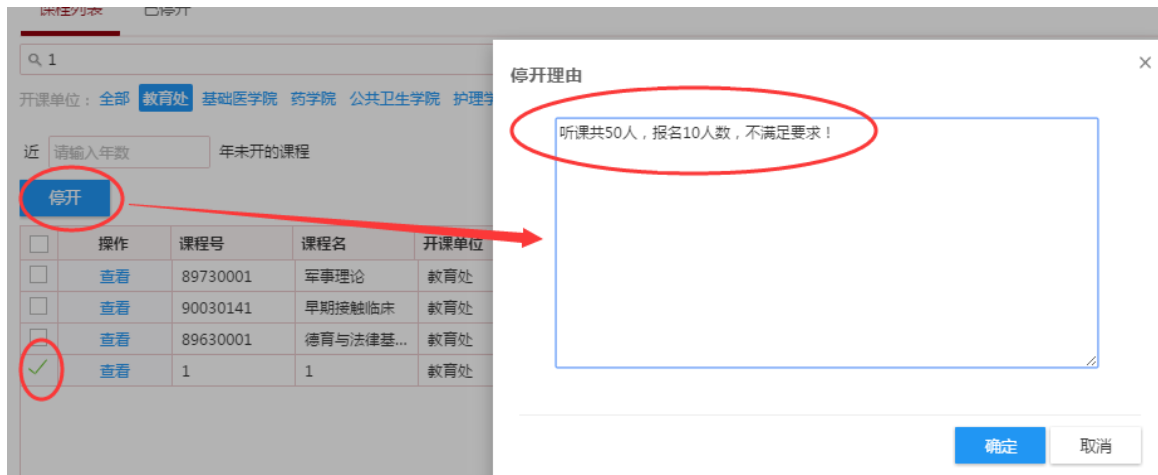 课程列表 已停开
1
开课单位：全部 教育处 基础医学院 药学院 公共卫生学院 护理学
近 请输入年数 年未开的课程
停开
操作 课程号 课程名 开课单位
查看 89730001 军事理论 教育处
查看 90030141 早期接触临床 教育处
查看 89630001 德育与法律基... 教育处
查看 1 1 教育处
停开理由
听课共50人，报名10人数，不满足要求！
确定 取消